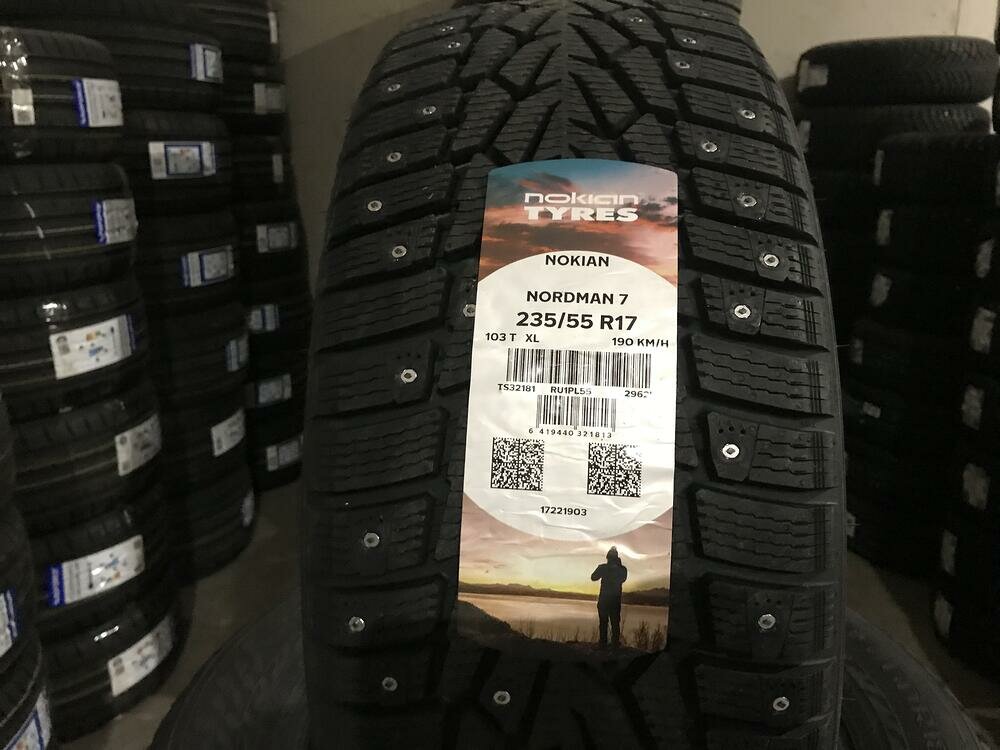 nokian
TYRES
NOKIAN
NORDMAN 7
235/55 R17
103 T XL 190 KM/H
TS32181 RU1PL55
6 419440 321813
17221903